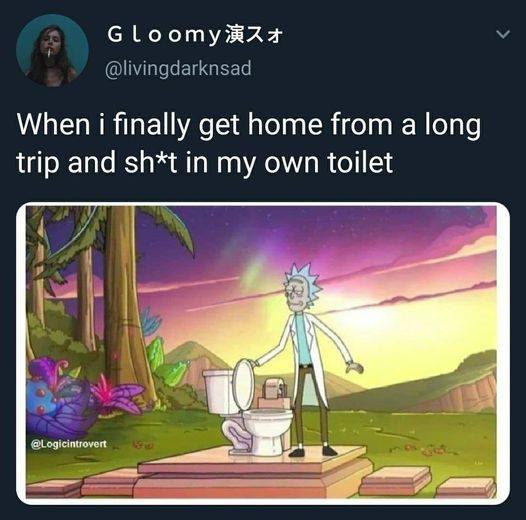 Gloomy演スォ
@livingdarknsad
When i finally get home from a long
trip and sh*t in my own toilet
@Logicintrovert